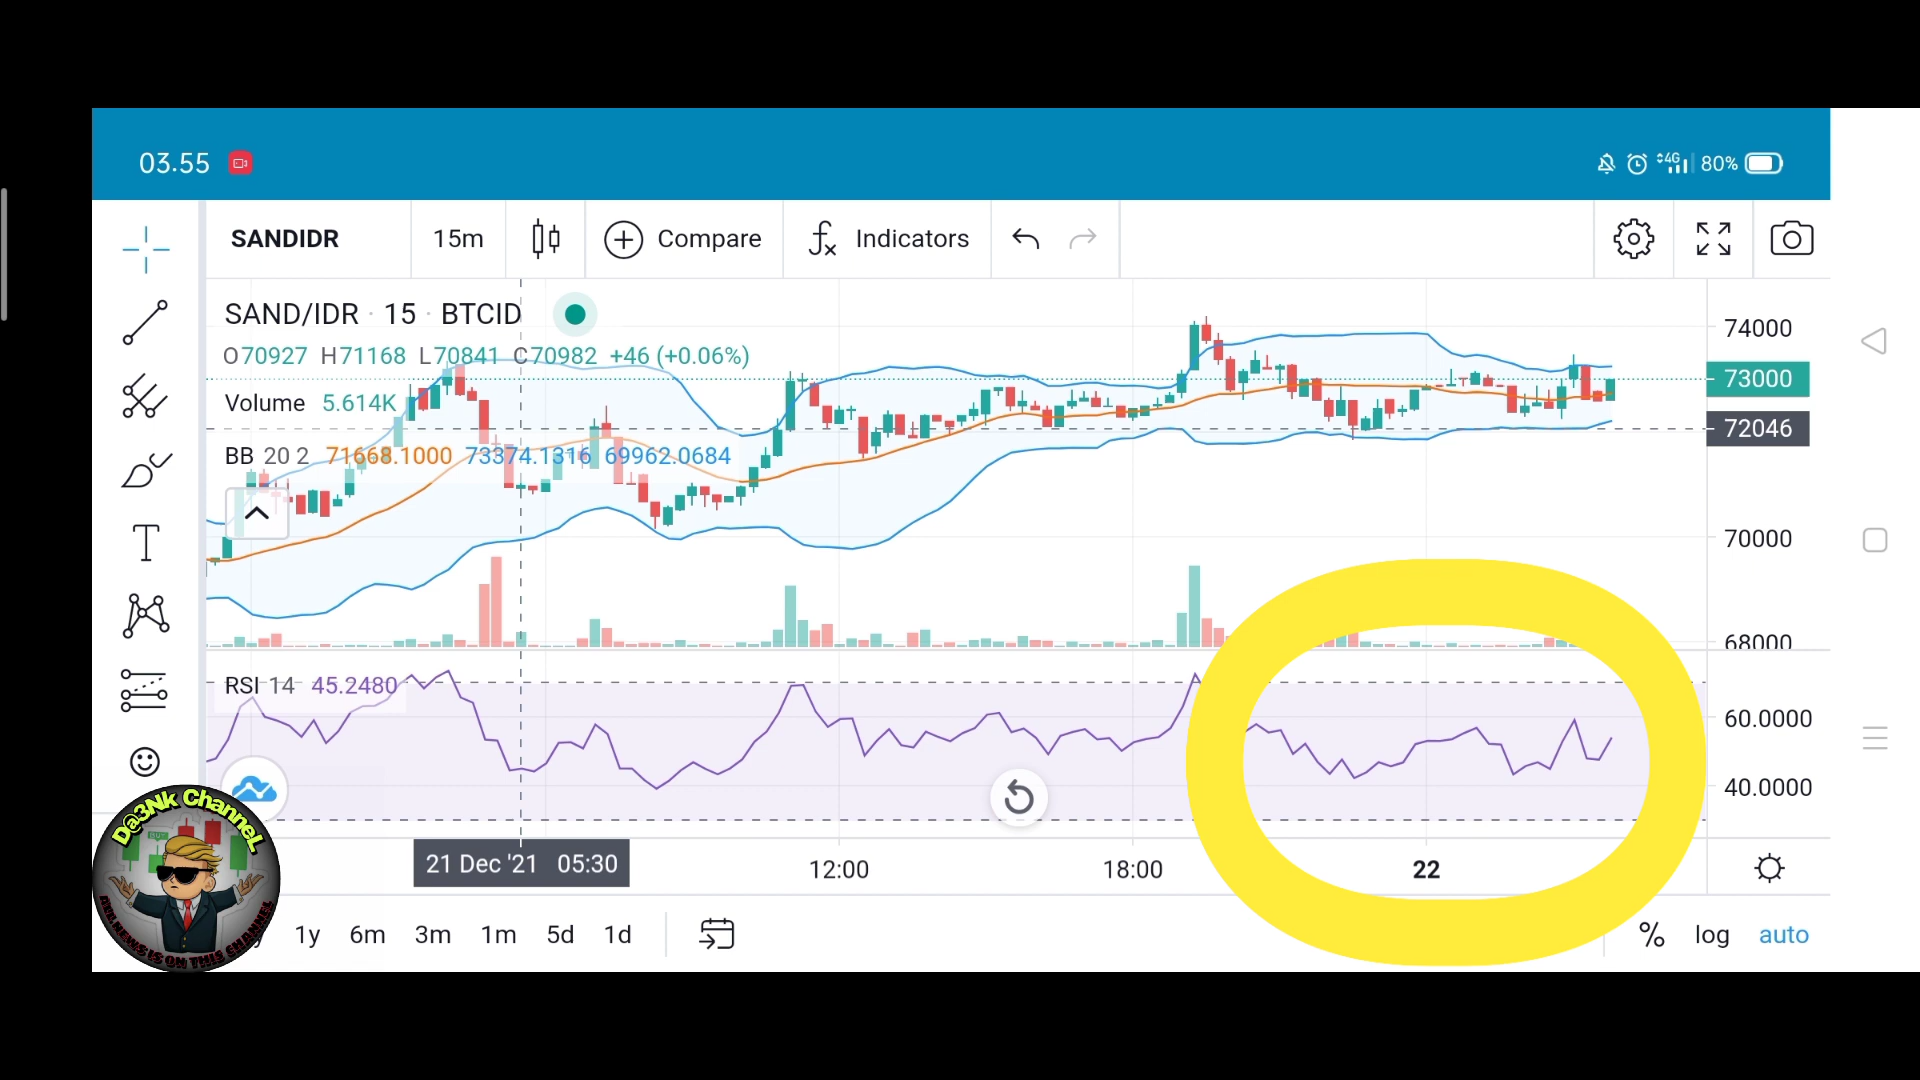 03.55
4G 80%
SANDIDR 15m Compare Indicators
SAND/IDR · 15 · BTCID
O70927 H71168 L70841 C70982 +46 (+0.06%)
Volume 5.614K
BB 20 2 71668.1000 73374.1316 69962.0684
74000
73000
72046
70000
68000
RSI 14 45.2480
60.0000
40.0000
21 Dec '21 05:30 12:00 18:00 22
1y 6m 3m 1m 5d 1d
% log auto
D@3Nk ChanneL